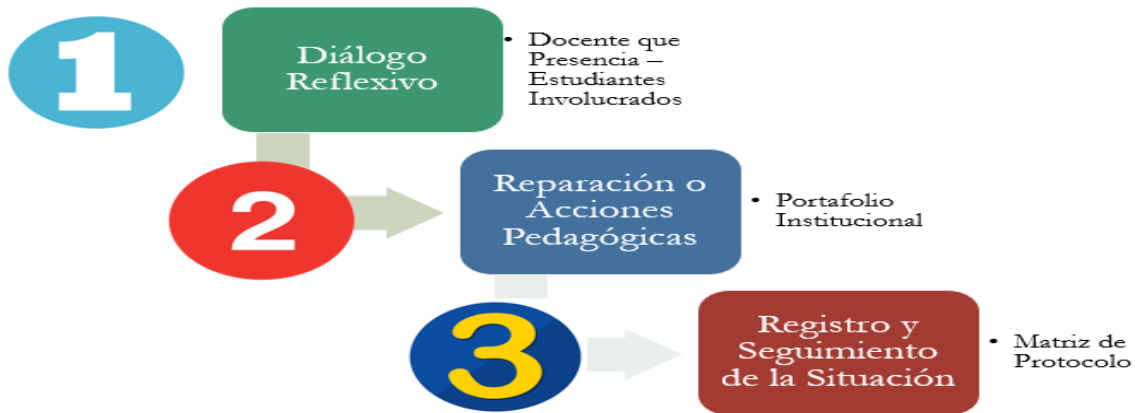 1
Diálogo
Reflexivo
• Docente que
Presencia –
Estudiantes
Involucrados
2
Reparación o
Acciones
Pedagógicas
• Portafolio
Institucional
3
Registro y
Seguimiento
de la Situación
• Matriz de
Protocolo